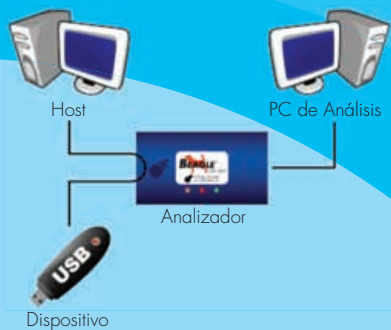 Host
PC de Análisis
BEAGLE
Analizador
USB
Dispositivo